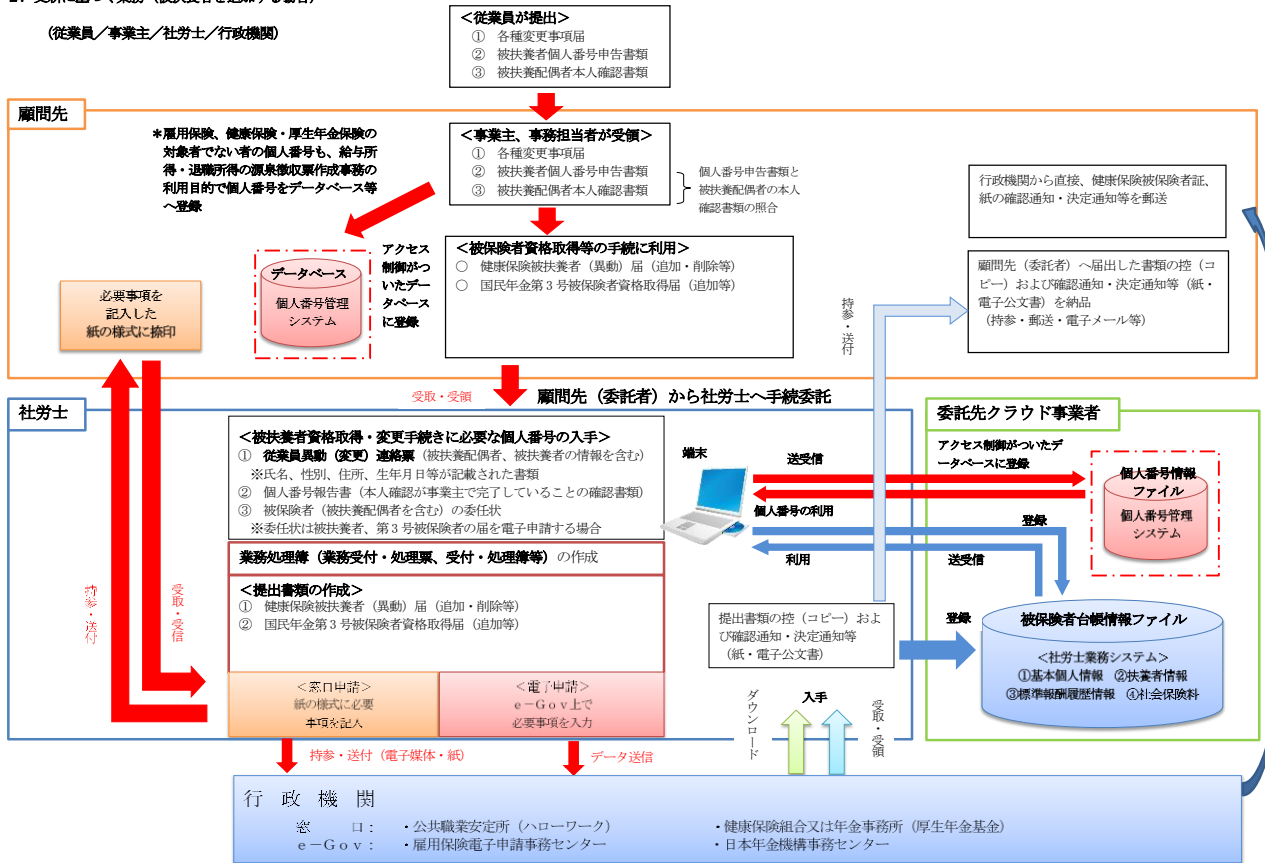 （従業員／事業主／社労士／行政機関）
＜従業員が提出＞
① 各種変更事項届
② 被扶養者個人番号申告書類
③ 被扶養配偶者本人確認書類
顧問先
＊雇用保険、健康保険・厚生年金保険の
対象者でない者の個人番号も、給与所
得・退職所得の源泉徴収票作成事務の
利用目的で個人番号をデータベース等
へ登録
＜事業主、事務担当者が受領＞
① 各種変更事項届
② 被扶養者個人番号申告書類
③ 被扶養配偶者本人確認書類
個人番号申告書類と
被扶養配偶者の本人
確認書類の照合
行政機関から直接、健康保険被保険者証、
紙の確認通知・決定通知等を郵送
＜被保険者資格取得等の手続に利用＞
○ 健康保険被扶養者（異動）届（追加・削除等）
○ 国民年金第３号被保険者資格取得届（追加等）
アクセス
制御がつ
いたデー
タベース
に登録
データベース
個人番号管理
システム
必要事項を
記入した
紙の様式に捺印
持参・送付
顧問先（委託者）へ届出した書類の控（コ
ピー）および確認通知・決定通知等（紙・
電子公文書）を納品
（持参・郵送・電子メール等）
受取・受領
顧問先（委託者）から社労士へ手続委託
社労士
＜被扶養者資格取得・変更手続きに必要な個人番号の入手＞
① 従業員異動（変更）連絡票（被扶養配偶者、被扶養者の情報を含む）
※氏名、性別、住所、生年月日等が記載された書類
② 個人番号報告書（本人確認が事業主で完了していることの確認書類）
③ 被保険者（被扶養配偶者を含む）の委任状
※委任状は被扶養者、第３号被保険者の届を電子申請する場合
業務処理簿（業務受付・処理票、受付・処理簿等）の作成
＜提出書類の作成＞
① 健康保険被扶養者（異動）届（追加・削除等）
② 国民年金第３号被保険者資格取得届（追加等）
持参・送付
受取・受信
＜窓口申請＞
紙の様式に必要
事項を記入
＜電子申請＞
ｅ－Ｇｏｖ上で
必要事項を入力
端末
送受信
個人番号の利用
登録
利用
送受信
委託先クラウド事業者
アクセス制御がついたデ
ータベースに登録
個人番号情報
ファイル
個人番号管理
システム
提出書類の控（コピー）およ
び確認通知・決定通知等
（紙・電子公文書）
登録
被保険者台帳情報ファイル
＜社労士業務システム＞
①基本個人情報 ②扶養者情報
③標準報酬履歴情報 ④社会保険料
ダウンロード
入手
受取・受領
持参・送付（電子媒体・紙）
データ送信
行 政 機 関
窓 口： ・公共職業安定所（ハローワーク） ・健康保険組合又は年金事務所（厚生年金基金）
ｅ－Ｇｏｖ： ・雇用保険電子申請事務センター ・日本年金機構事務センター